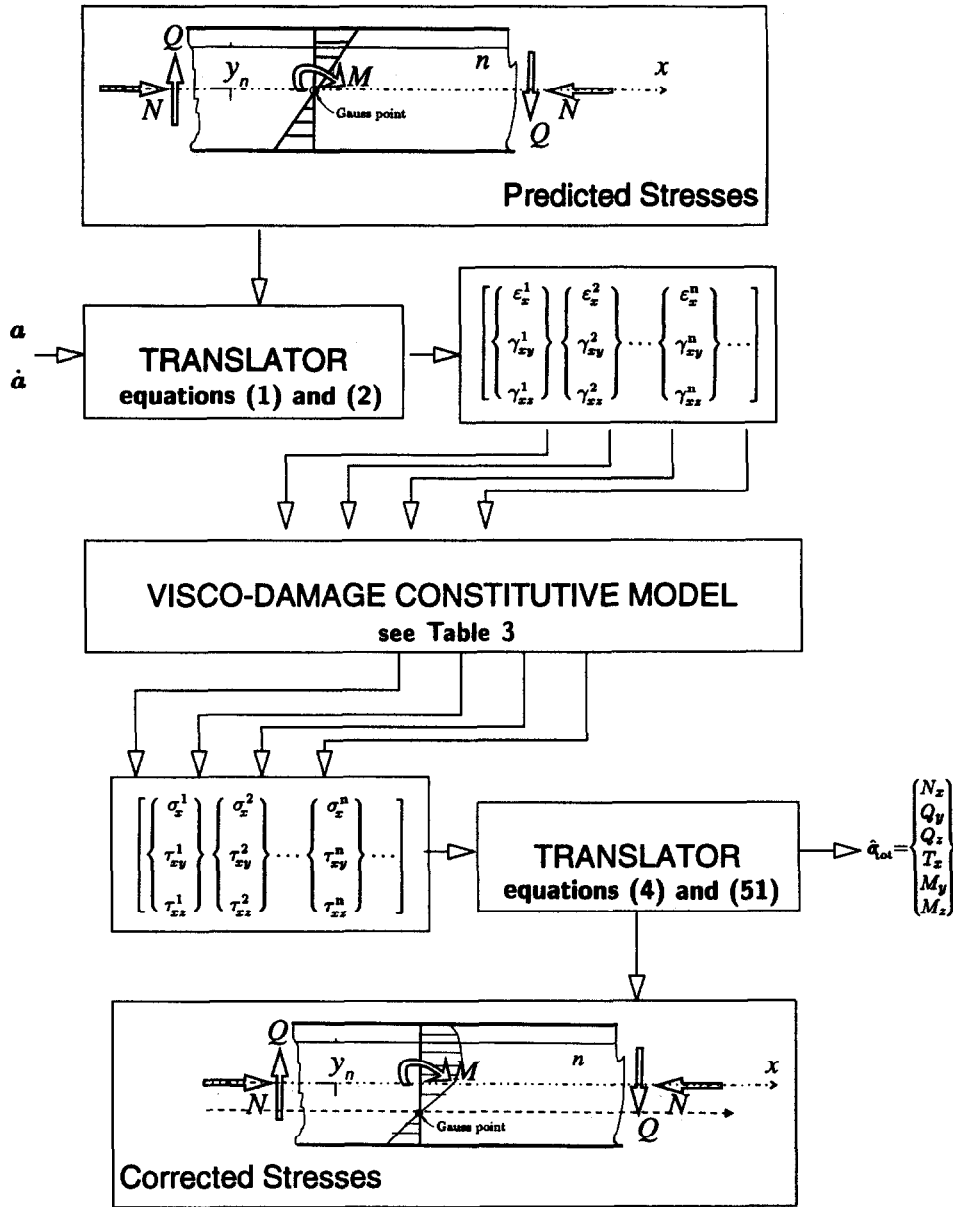 Q
y_n
n
x
M
N
Gauss point
N
Q
Predicted Stresses
a
ȧ
TRANSLATOR
equations (1) and (2)
[{ε_x^1 γ_xy^1 γ_xz^1} {ε_x^2 γ_xy^2 γ_xz^2} ... {ε_x^n γ_xy^n γ_xz^n} ...]
VISCO-DAMAGE CONSTITUTIVE MODEL
see Table 3
[{σ_x^1 τ_xy^1 τ_xz^1} {σ_x^2 τ_xy^2 τ_xz^2} ... {σ_x^n τ_xy^n τ_xz^n} ...]
TRANSLATOR
equations (4) and (51)
σ̂_tot = {N_x Q_y Q_z T_x M_y M_z}
Q
y_n
n
x
M
N
N
Gauss point
Q
Corrected Stresses